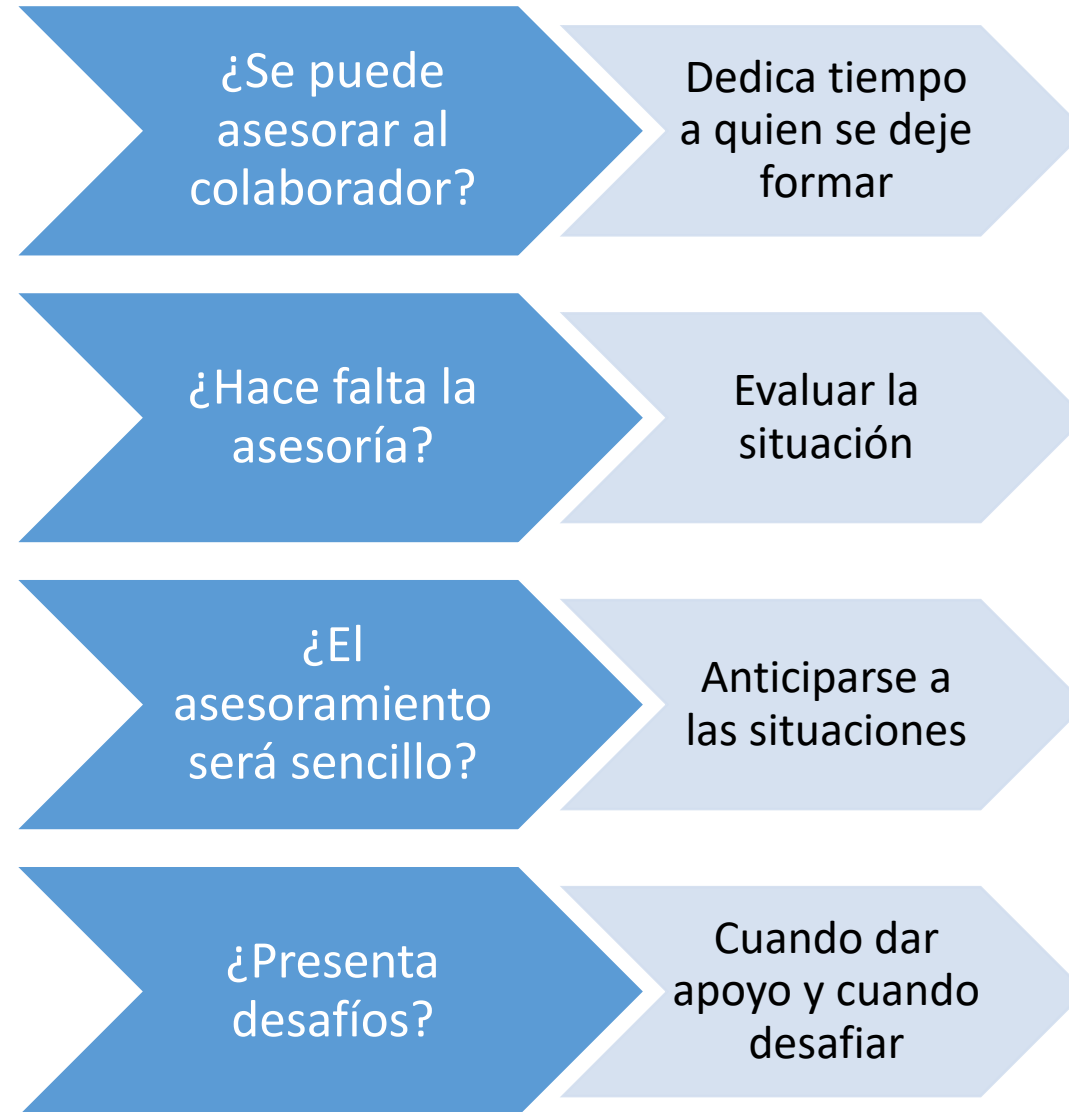 ¿Se puede
asesorar al
colaborador?
Dedica tiempo
a quien se deje
formar
¿Hace falta la
asesoría?
Evaluar la
situación
¿El
asesoramiento
será sencillo?
Anticiparse a
las situaciones
¿Presenta
desafíos?
Cuando dar
apoyo y cuando
desafiar